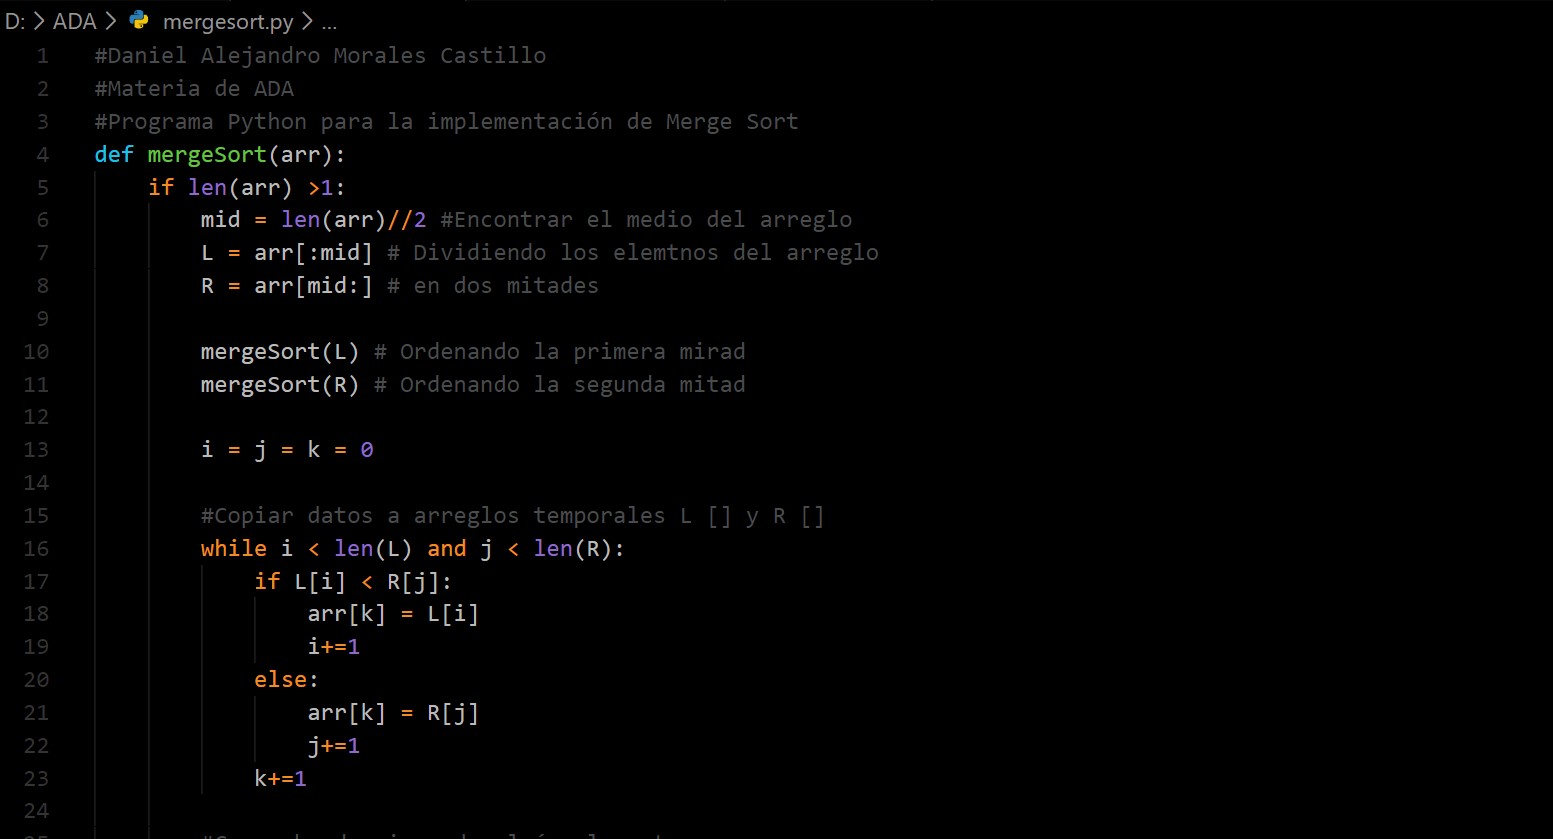 D: > ADA > mergesort.py > ...
1 #Daniel Alejandro Morales Castillo
2 #Materia de ADA
3 #Programa Python para la implementación de Merge Sort
4 def mergeSort(arr):
5     if len(arr) >1:
6         mid = len(arr)//2 #Encontrar el medio del arreglo
7         L = arr[:mid] # Dividiendo los elemtnos del arreglo
8         R = arr[mid:] # en dos mitades
9
10         mergeSort(L) # Ordenando la primera mirad
11         mergeSort(R) # Ordenando la segunda mitad
12
13         i = j = k = 0
14
15         #Copiar datos a arreglos temporales L [] y R []
16         while i < len(L) and j < len(R):
17             if L[i] < R[j]:
18                 arr[k] = L[i]
19                 i+=1
20             else:
21                 arr[k] = R[j]
22                 j+=1
23             k+=1
24